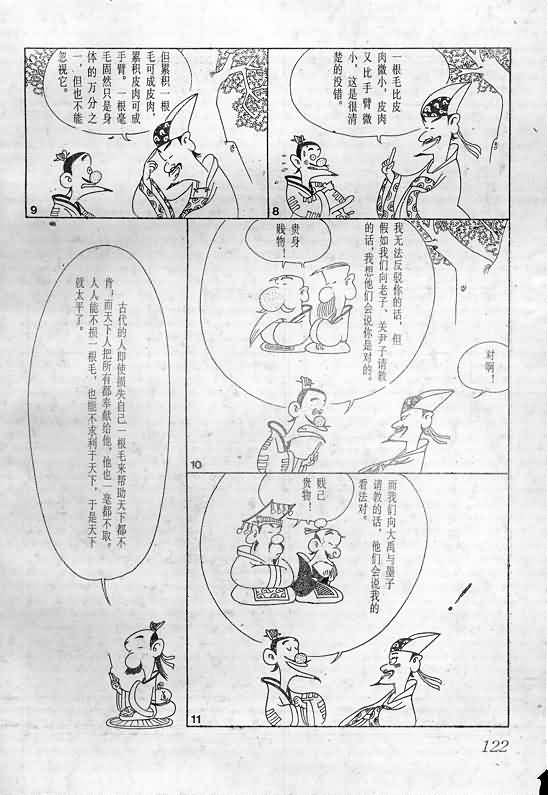 一根毛比皮
肉微小，皮肉
又比手臂微
小，这是很清
楚的没错。
8
但累积一根
毛可成皮肉，
累积皮肉可成
手臂。一根毫
毛固然只是身
体的万分之
一，但也不能
忽视它。
9
我无法反驳你的话，但
假如我们向老子、关尹子请教
的话，我想他们会说你是对的。
贵身
贱物！
对啊！
10
而我们向大禹与墨子
请教的话，他们会说我的
看法对。
贱己
贵物！
！
11
古代的人即使损失自己一根毛来帮助天下都不
肯，而天下人把所有都奉献给他，他也一毫都不取。
人人能不损一根毛，也能不求利于天下，于是天下
就太平了。
122